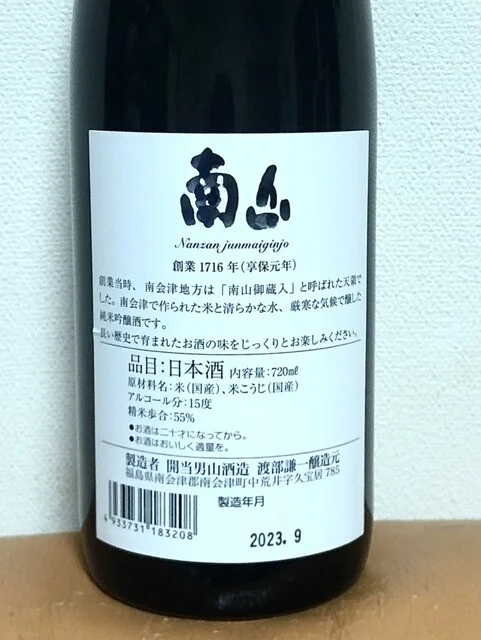 南山
Nanzan junmaiginjo
創業1716年(享保元年)
創業当時、南会津地方は「南山御蔵入」と呼ばれた天領で
した。南会津で作られた米と清らかな水、厳寒な気候で醸した
純米吟醸酒です。
長い歴史で育まれたお酒の味をじっくりとお楽しみください。
品目:日本酒 内容量:720㎖
原材料名:米(国産)、米こうじ(国産)
アルコール分:15度
精米歩合:55%
●お酒は二十才になってから。
●お酒はおいしく適量を。
製造者 開当男山酒造 渡部謙一醸造元
福島県南会津郡南会津町中荒井字久宝居785
製造年月
4933731183208
2023.9